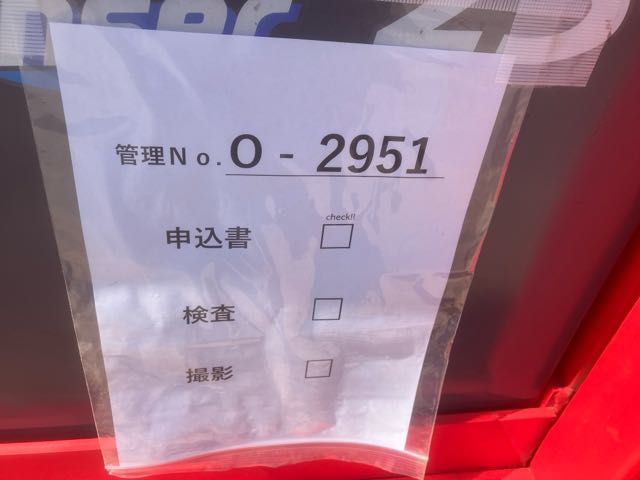 管理No. O - 2951
check!!
申込書 □
検査 □
撮影 □